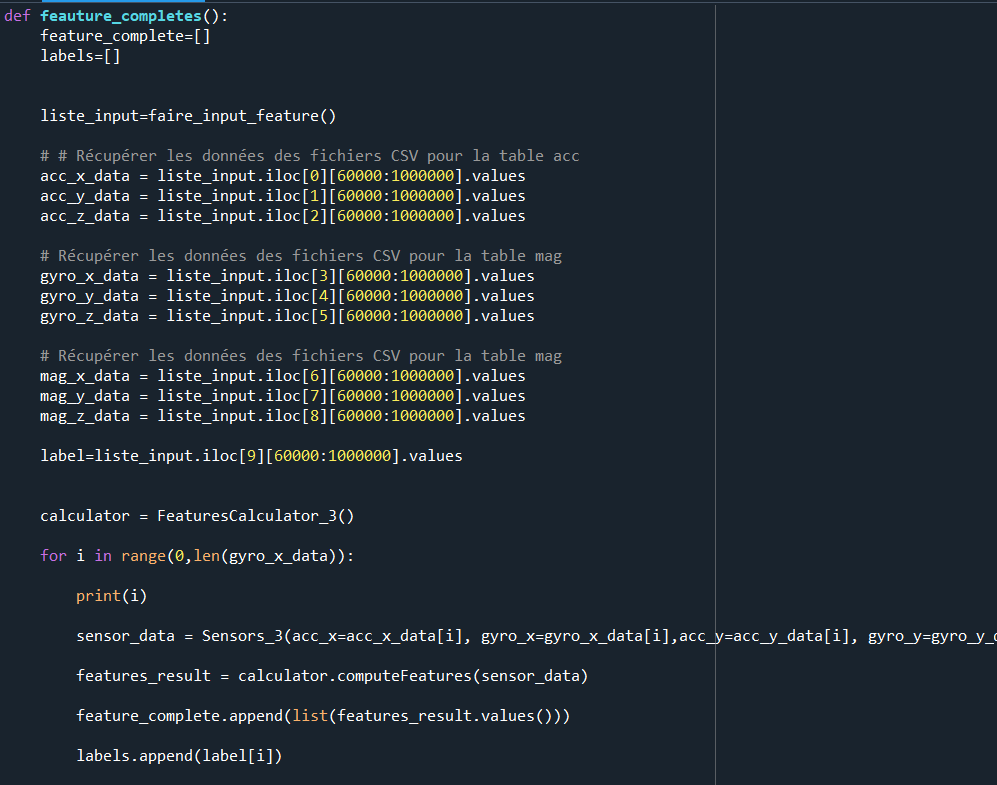 def feauture_completes():
    feature_complete=[]
    labels=[]
    liste_input=faire_input_feature()
    # # Récupérer les données des fichiers CSV pour la table acc
    acc_x_data = liste_input.iloc[0][60000:1000000].values
    acc_y_data = liste_input.iloc[1][60000:1000000].values
    acc_z_data = liste_input.iloc[2][60000:1000000].values
    # Récupérer les données des fichiers CSV pour la table mag
    gyro_x_data = liste_input.iloc[3][60000:1000000].values
    gyro_y_data = liste_input.iloc[4][60000:1000000].values
    gyro_z_data = liste_input.iloc[5][60000:1000000].values
    # Récupérer les données des fichiers CSV pour la table mag
    mag_x_data = liste_input.iloc[6][60000:1000000].values
    mag_y_data = liste_input.iloc[7][60000:1000000].values
    mag_z_data = liste_input.iloc[8][60000:1000000].values
    label=liste_input.iloc[9][60000:1000000].values
    calculator = FeaturesCalculator_3()
    for i in range(0,len(gyro_x_data)):
        print(i)
        sensor_data = Sensors_3(acc_x=acc_x_data[i], gyro_x=gyro_x_data[i],acc_y=acc_y_data[i], gyro_y=gyro_y_
        features_result = calculator.computeFeatures(sensor_data)
        feature_complete.append(list(features_result.values()))
        labels.append(label[i])